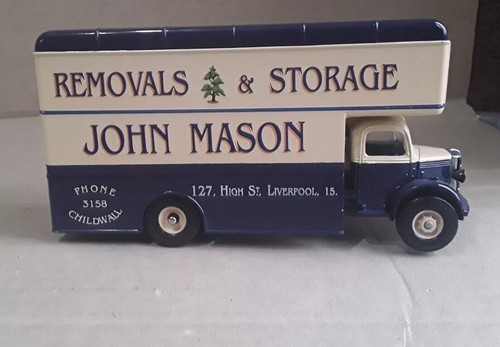 REMOVALS & STORAGE
JOHN MASON
PHONE
3158
CHILDWALL
127, HIGH ST, LIVERPOOL, 15.